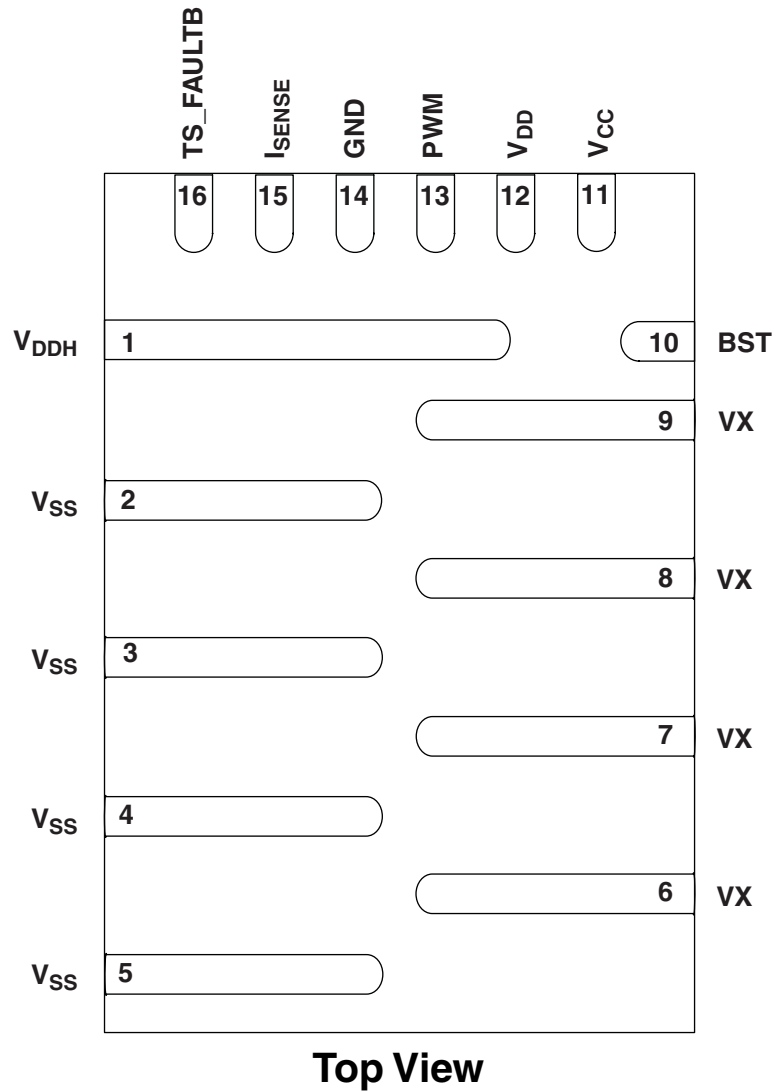 TS_FAULTB
ISENSE
GND
PWM
VDD
VCC
16 15 14 13 12 11
VDDH 1 10 BST
9 VX
VSS 2
8 VX
VSS 3
7 VX
VSS 4
6 VX
VSS 5
Top View